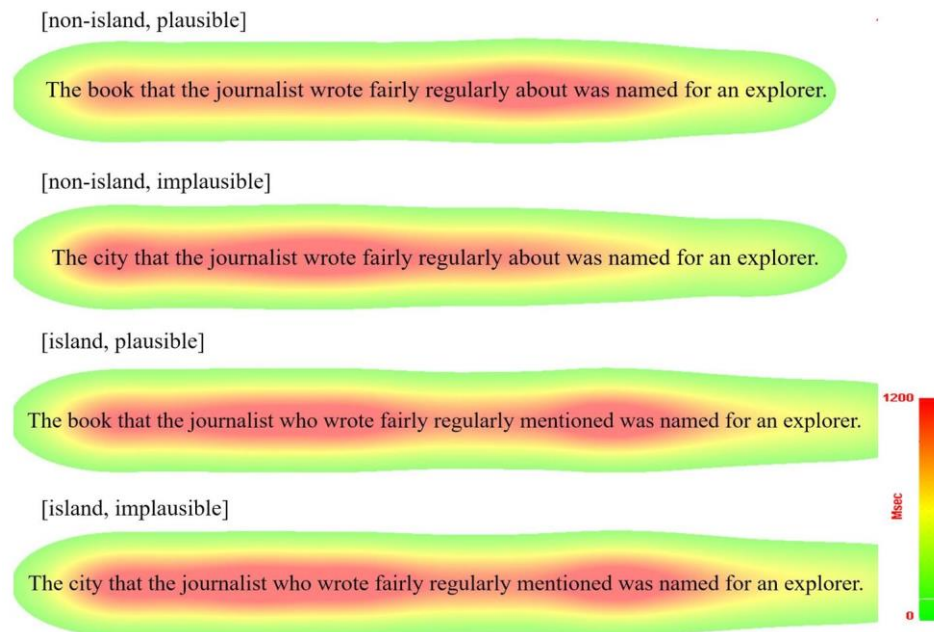 [non-island, plausible]
The book that the journalist wrote fairly regularly about was named for an explorer.
[non-island, implausible]
The city that the journalist wrote fairly regularly about was named for an explorer.
[island, plausible]
The book that the journalist who wrote fairly regularly mentioned was named for an explorer.
[island, implausible]
The city that the journalist who wrote fairly regularly mentioned was named for an explorer.
1200
Msec
0